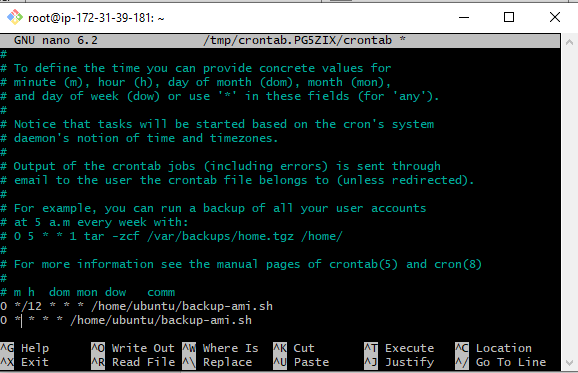 root@ip-172-31-39-181: ~
GNU nano 6.2 /tmp/crontab.PG5ZIX/crontab *
#
# To define the time you can provide concrete values for
# minute (m), hour (h), day of month (dom), month (mon),
# and day of week (dow) or use '*' in these fields (for 'any').
#
# Notice that tasks will be started based on the cron's system
# daemon's notion of time and timezones.
#
# Output of the crontab jobs (including errors) is sent through
# email to the user the crontab file belongs to (unless redirected).
#
# For example, you can run a backup of all your user accounts
# at 5 a.m every week with:
# 0 5 * * 1 tar -zcf /var/backups/home.tgz /home/
#
# For more information see the manual pages of crontab(5) and cron(8)
#
# m h  dom mon dow   comm
0 */12 * * * /home/ubuntu/backup-ami.sh
0 * * * * /home/ubuntu/backup-ami.sh
^G Help ^O Write Out ^W Where Is ^K Cut ^T Execute ^C Location
^X Exit ^R Read File ^\ Replace ^U Paste ^J Justify ^/ Go To Line